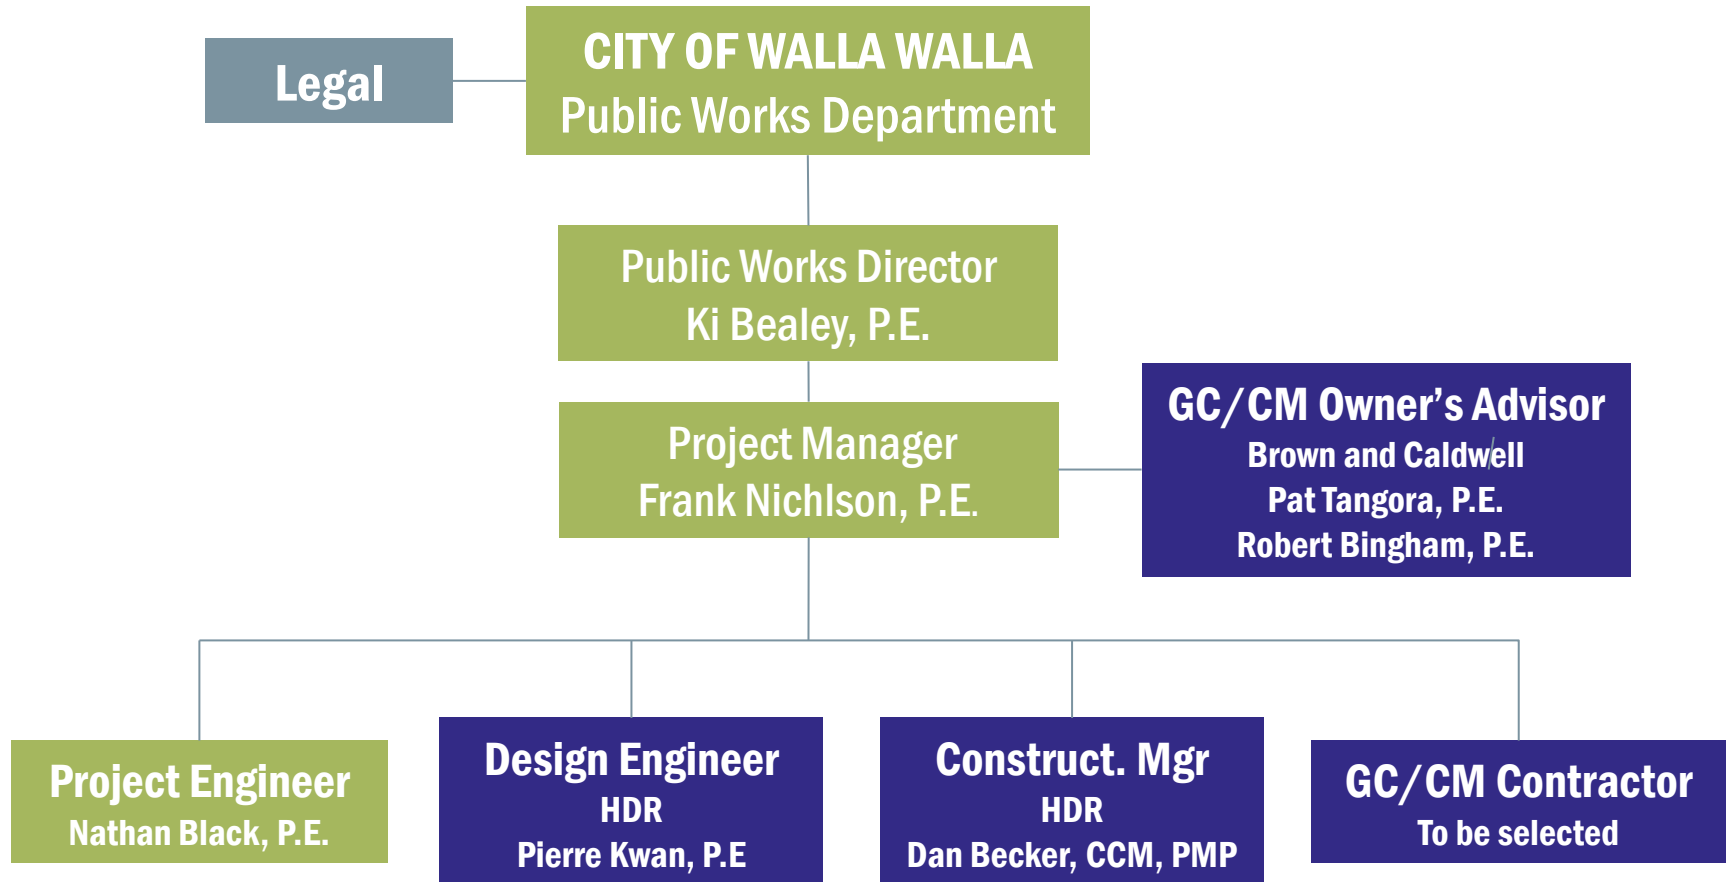 Legal
CITY OF WALLA WALLA
Public Works Department
Public Works Director
Ki Bealey, P.E.
Project Manager
Frank Nichlson, P.E.
GC/CM Owner’s Advisor
Brown and Caldwell
Pat Tangora, P.E.
Robert Bingham, P.E.
Project Engineer
Nathan Black, P.E.
Design Engineer
HDR
Pierre Kwan, P.E
Construct. Mgr
HDR
Dan Becker, CCM, PMP
GC/CM Contractor
To be selected